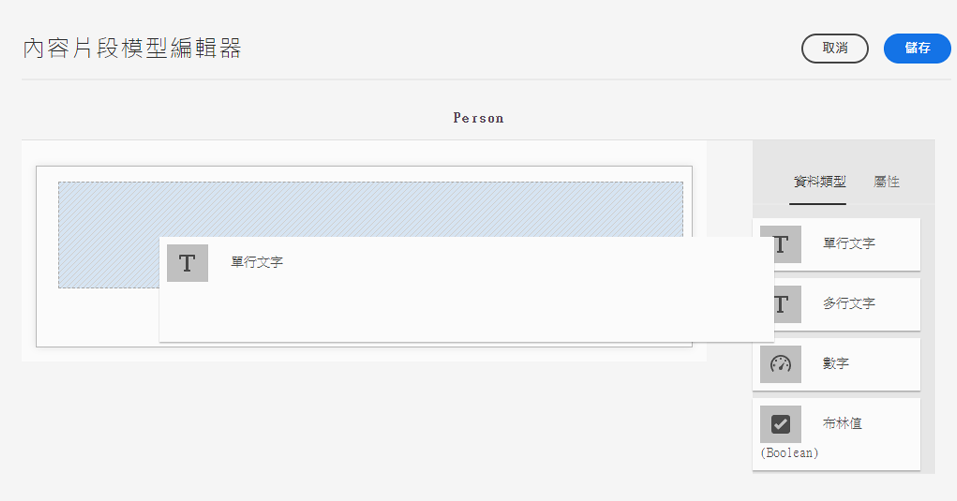 內容片段模型編輯器
取消
儲存
Person
資料類型
屬性
單行文字
單行文字
多行文字
數字
布林值
(Boolean)